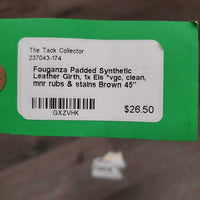 The Tack Collector
237043-174
Fouganza Padded Synthetic
Leather Girth, 1x Els *vgc, clean,
mnr rubs & stains Brown 45"
GXZVHK
$26.50